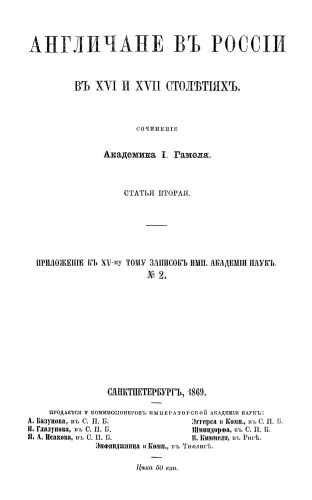 АНГЛИЧАНЕ ВЪ РОССІИ
ВЪ XVI И XVII СТОЛѢТІЯХЪ.
СОЧИНЕНІЕ
Академика І. Гамеля.
СТАТЬЯ ВТОРАЯ.
ПРИЛОЖЕНІЕ КЪ XV-му ТОМУ ЗАПИСОКЪ ИМП. АКАДЕМІИ НАУКЪ.
№ 2.
САНКТПЕТЕРБУРГЪ, 1869.
ПРОДАЕТСЯ У КОММИССІОНЕРОВЪ ИМПЕРАТОРСКОЙ АКАДЕМІИ НАУКЪ:
А. Базунова, въ С. П. Б. Эггерса и Комп., въ С. П. Б.
И. Глазунова, въ С. П. Б. Шмицдорфа, въ С. П. Б.
Я. А. Исакова, въ С. П. Б. Н. Киммеля, въ Ригѣ.
Энфяджянца и Комп., въ Тифлисѣ.
Цѣна 50 коп.